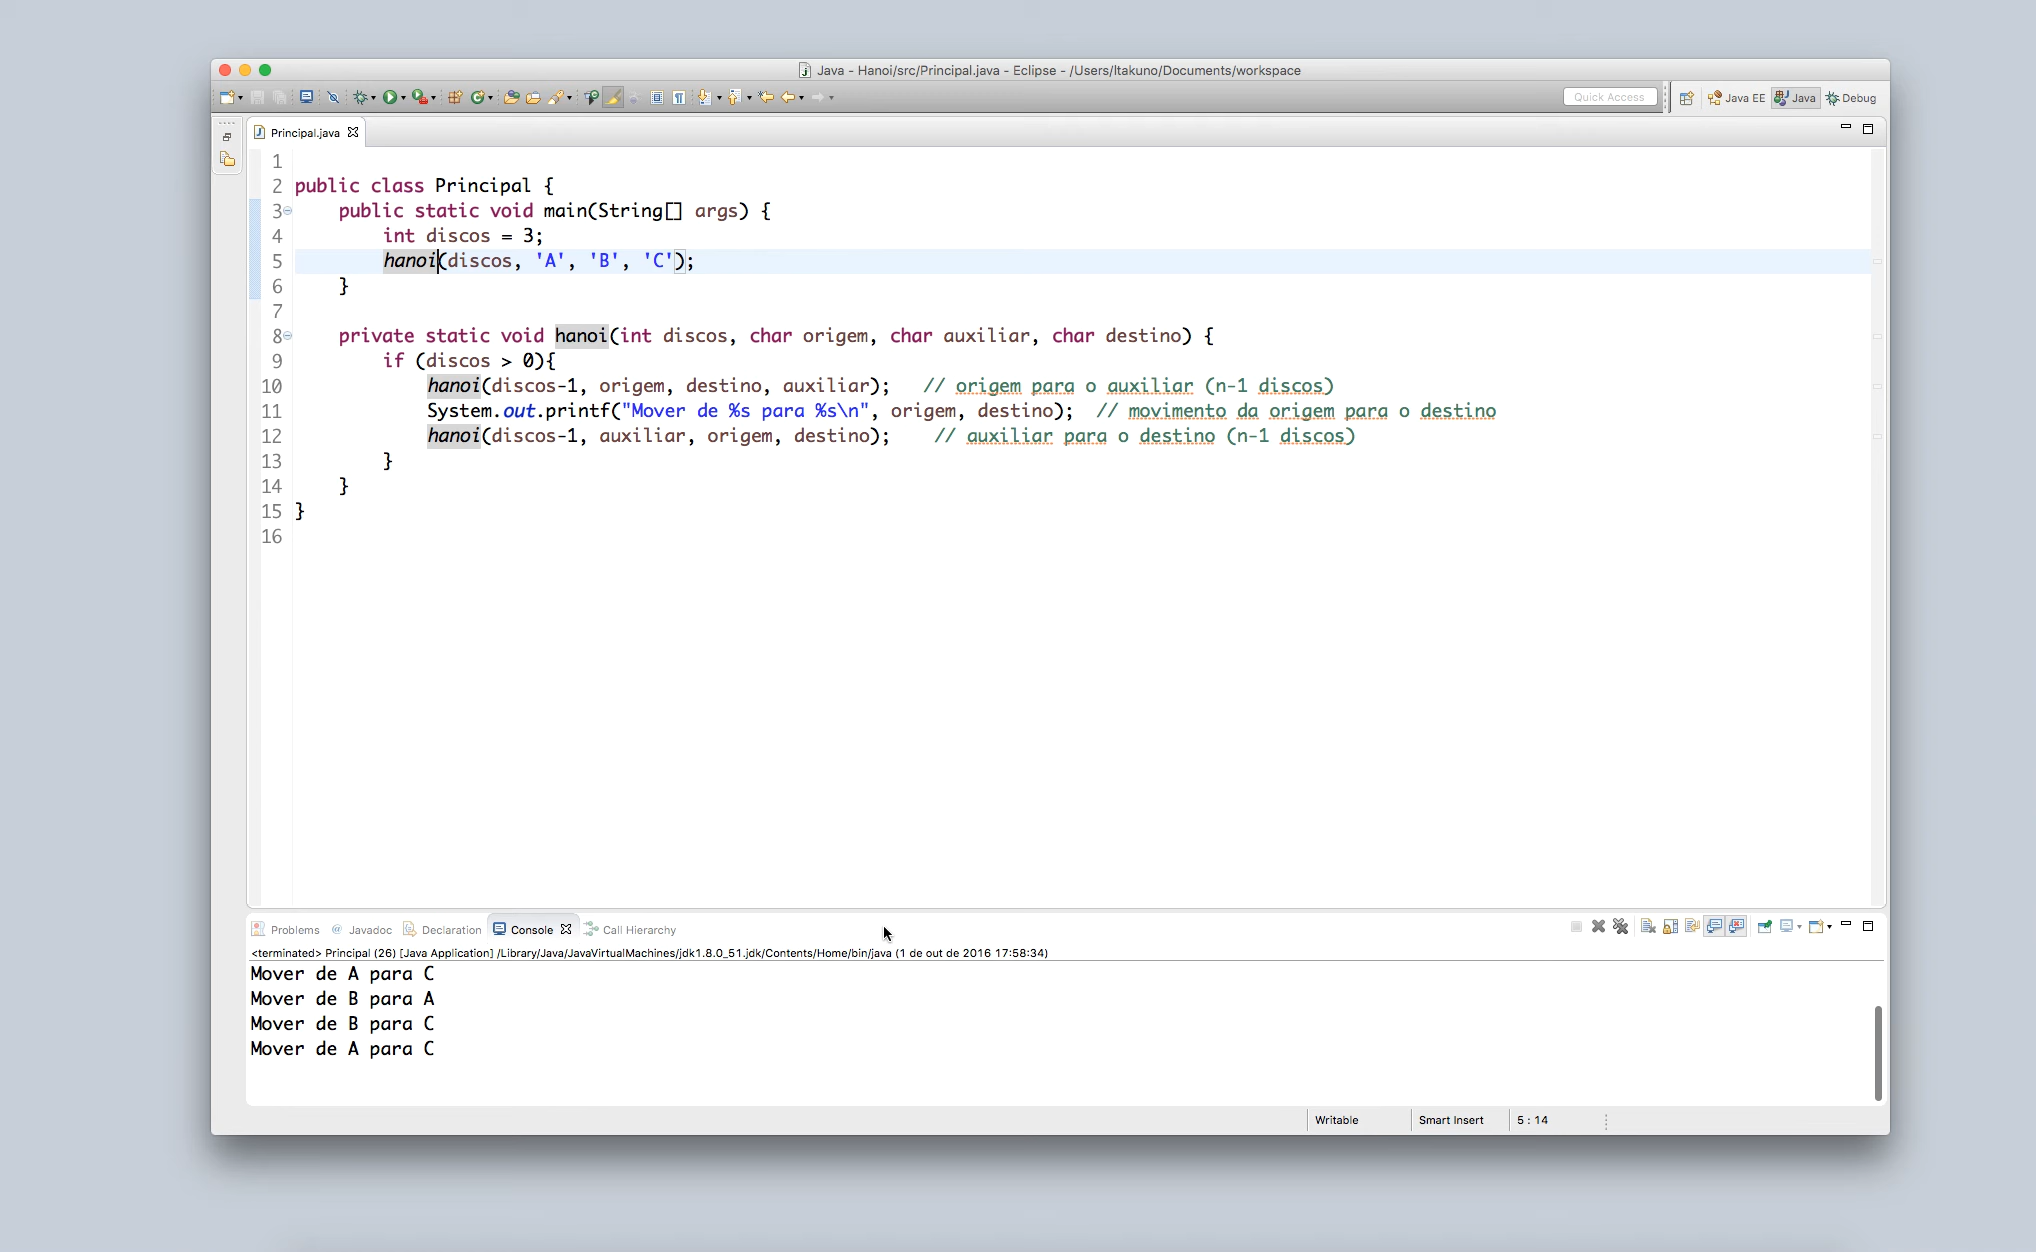 Java - Hanoi/src/Principal.java - Eclipse - /Users/ltakuno/Documents/workspace
Quick Access
Java EE
Java
Debug
Principal.java
1
2 public class Principal {
3 public static void main(String[] args) {
4 int discos = 3;
5 hanoi(discos, 'A', 'B', 'C');
6 }
7
8 private static void hanoi(int discos, char origem, char auxiliar, char destino) {
9 if (discos > 0){
10 hanoi(discos-1, origem, destino, auxiliar); // origem para o auxiliar (n-1 discos)
11 System.out.printf("Mover de %s para %s\n", origem, destino); // movimento da origem para o destino
12 hanoi(discos-1, auxiliar, origem, destino); // auxiliar para o destino (n-1 discos)
13 }
14 }
15 }
16
Problems @ Javadoc Declaration Console Call Hierarchy
<terminated> Principal (26) [Java Application] /Library/Java/JavaVirtualMachines/jdk1.8.0_51.jdk/Contents/Home/bin/java (1 de out de 2016 17:58:34)
Mover de A para C
Mover de B para A
Mover de B para C
Mover de A para C
Writable
Smart Insert
5 : 14